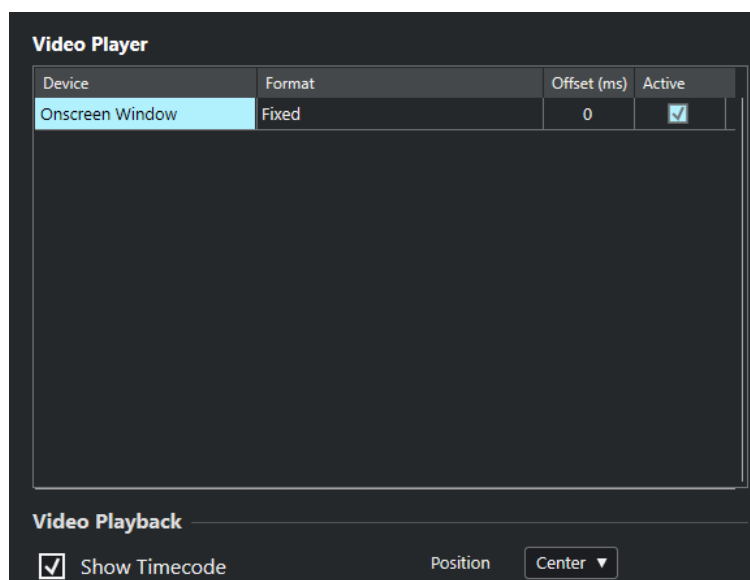 Video Player
Device Format Offset (ms) Active
Onscreen Window Fixed 0
Video Playback
Show Timecode Position Center